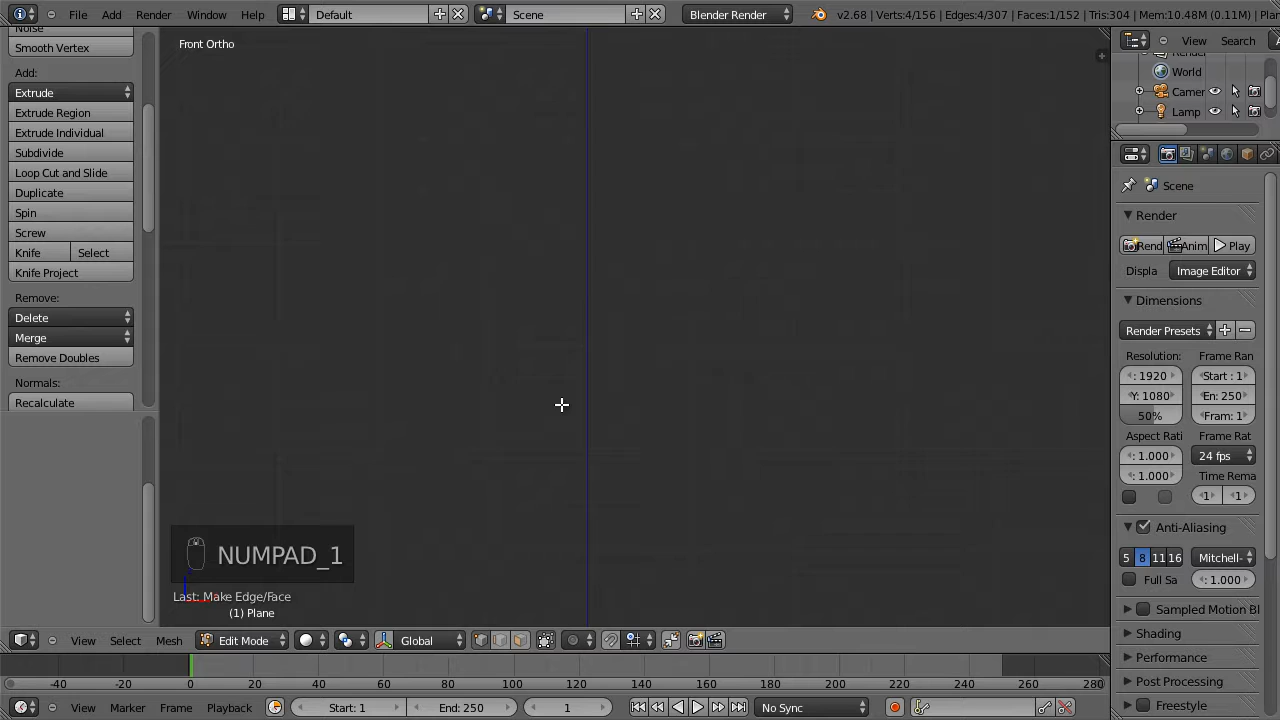 File Add Render Window Help Default Scene Blender Render v2.68 | Verts:4/156 | Edges:4/307 | Faces:1/152 | Tris:304 | Mem:10.48M (0.11M) | Plan
Noise
Smooth Vertex
Add:
Extrude
Extrude Region
Extrude Individual
Subdivide
Loop Cut and Slide
Duplicate
Spin
Screw
Knife Select
Knife Project
Remove:
Delete
Merge
Remove Doubles
Normals:
Recalculate
Front Ortho
NUMPAD_1
Last: Make Edge/Face
(1) Plane
View Select Mesh Edit Mode Global
View Search
World
Camer
Lamp
Scene
Render
Rend Anim Play
Displa Image Editor
Dimensions
Render Presets
Resolution: Frame Ran
: 1920 Start : 1
Y: 1080 En: 250
50% Fram: 1
Aspect Rati Frame Rat
: 1.000 24 fps
: 1.000 Time Rema
1 1
Anti-Aliasing
5 8 11 16 Mitchell-
Full Sa : 1.000
Sampled Motion Bl
Shading
Performance
Post Processing
Freestyle
-40 -20 0 20 40 60 80 100 120 140 160 180 200 220 240 260 280
View Marker Frame Playback Start: 1 End: 250 1 No Sync